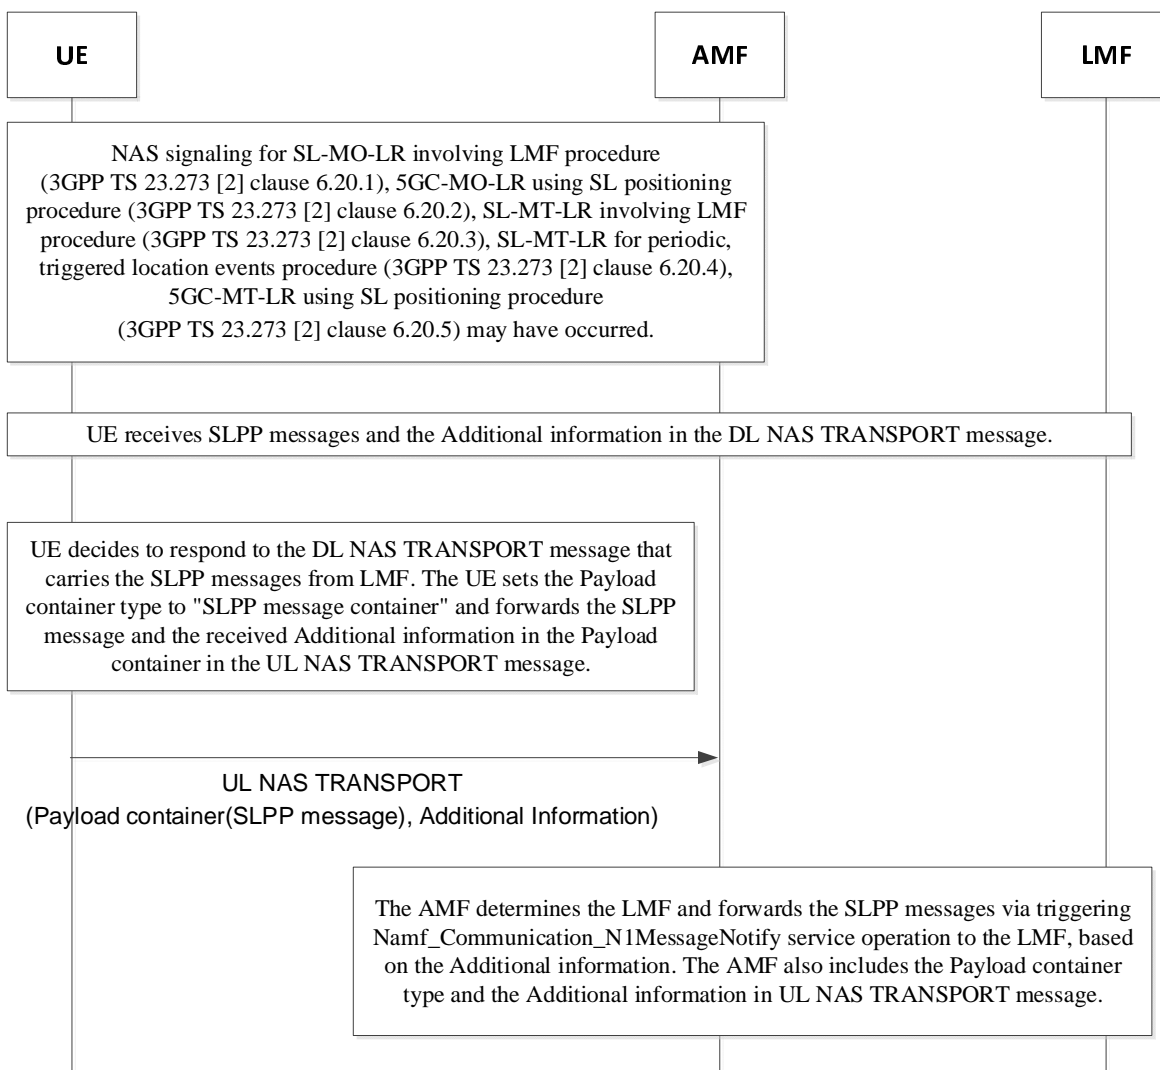 UE
AMF
LMF
NAS signaling for SL-MO-LR involving LMF procedure
(3GPP TS 23.273 [2] clause 6.20.1), 5GC-MO-LR using SL positioning
procedure (3GPP TS 23.273 [2] clause 6.20.2), SL-MT-LR involving LMF
procedure (3GPP TS 23.273 [2] clause 6.20.3), SL-MT-LR for periodic,
triggered location events procedure (3GPP TS 23.273 [2] clause 6.20.4),
5GC-MT-LR using SL positioning procedure
(3GPP TS 23.273 [2] clause 6.20.5) may have occurred.
UE receives SLPP messages and the Additional information in the DL NAS TRANSPORT message.
UE decides to respond to the DL NAS TRANSPORT message that
carries the SLPP messages from LMF. The UE sets the Payload
container type to "SLPP message container" and forwards the SLPP
message and the received Additional information in the Payload
container in the UL NAS TRANSPORT message.
UL NAS TRANSPORT
(Payload container(SLPP message), Additional Information)
The AMF determines the LMF and forwards the SLPP messages via triggering
Namf_Communication_N1MessageNotify service operation to the LMF, based
on the Additional information. The AMF also includes the Payload container
type and the Additional information in UL NAS TRANSPORT message.